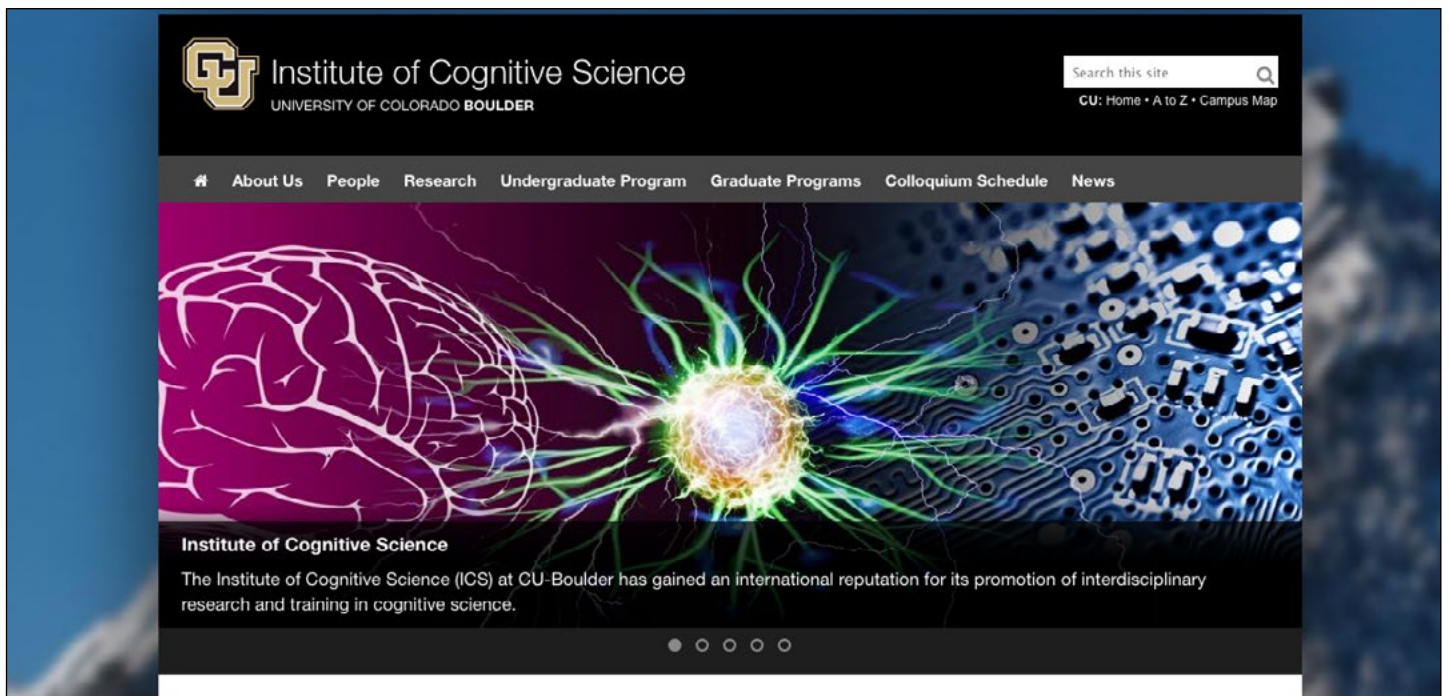 CU
Institute of Cognitive Science
UNIVERSITY OF COLORADO BOULDER
Search this site
CU: Home • A to Z • Campus Map
About Us People Research Undergraduate Program Graduate Programs Colloquium Schedule News
Institute of Cognitive Science
The Institute of Cognitive Science (ICS) at CU-Boulder has gained an international reputation for its promotion of interdisciplinary
research and training in cognitive science.